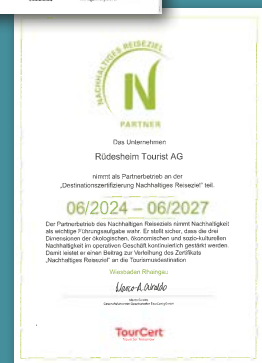 NACHHALTIGES REISEZIEL
N
PARTNER
Das Unternehmen
Rüdesheim Tourist AG
nimmt als Partnerbetrieb an der
„Destinationszertifizierung Nachhaltiges Reiseziel" teil.
06/2024 – 06/2027
Der Partnerbetrieb des Nachhaltigen Reiseziels nimmt Nachhaltigkeit
als wichtige Führungsaufgabe wahr. Er stellt sicher, dass die drei
Dimensionen der ökologischen, ökonomischen und sozio-kulturellen
Nachhaltigkeit im operativen Geschäft kontinuierlich gestärkt werden.
Damit leistet er einen Beitrag zur Verleihung des Zertifikats
„Nachhaltiges Reiseziel" an die Tourismusdestination
Wiesbaden Rheingau
TourCert